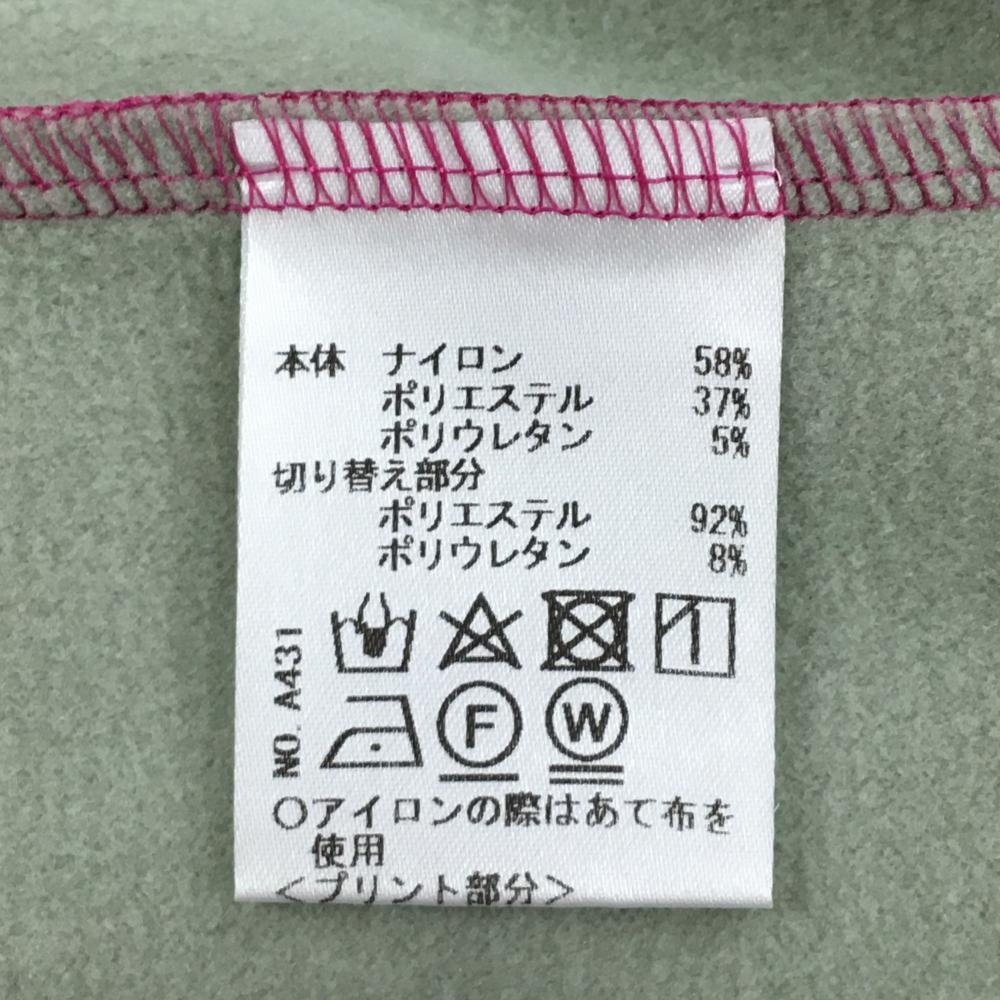 本体 ナイロン 58%
ポリエステル 37%
ポリウレタン 5%
切り替え部分
ポリエステル 92%
ポリウレタン 8%
NO. A431
F W
○アイロンの際はあて布を
使用
<プリント部分>